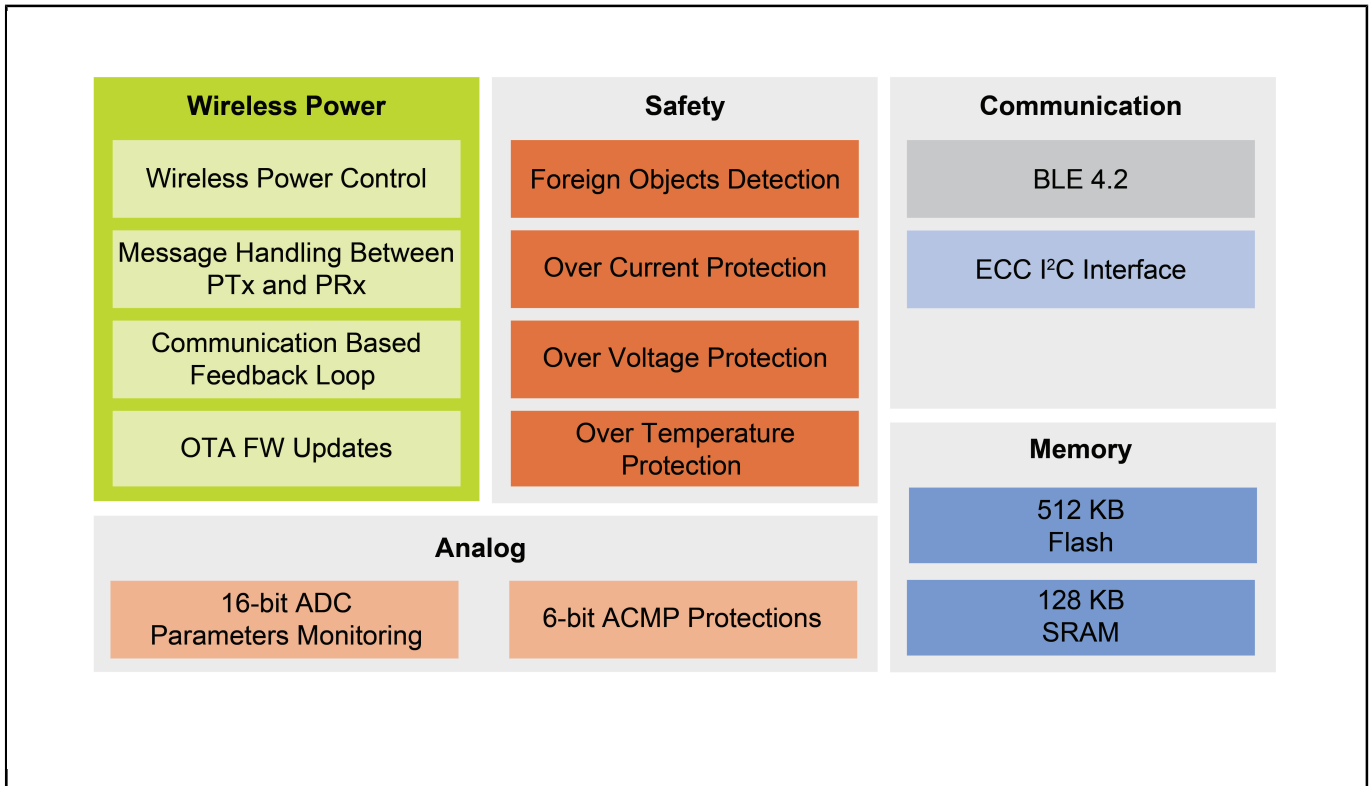 Wireless Power
Wireless Power Control
Message Handling Between
PTx and PRx
Communication Based
Feedback Loop
OTA FW Updates
Safety
Foreign Objects Detection
Over Current Protection
Over Voltage Protection
Over Temperature
Protection
Communication
BLE 4.2
ECC I²C Interface
Memory
512 KB
Flash
128 KB
SRAM
Analog
16-bit ADC
Parameters Monitoring
6-bit ACMP Protections